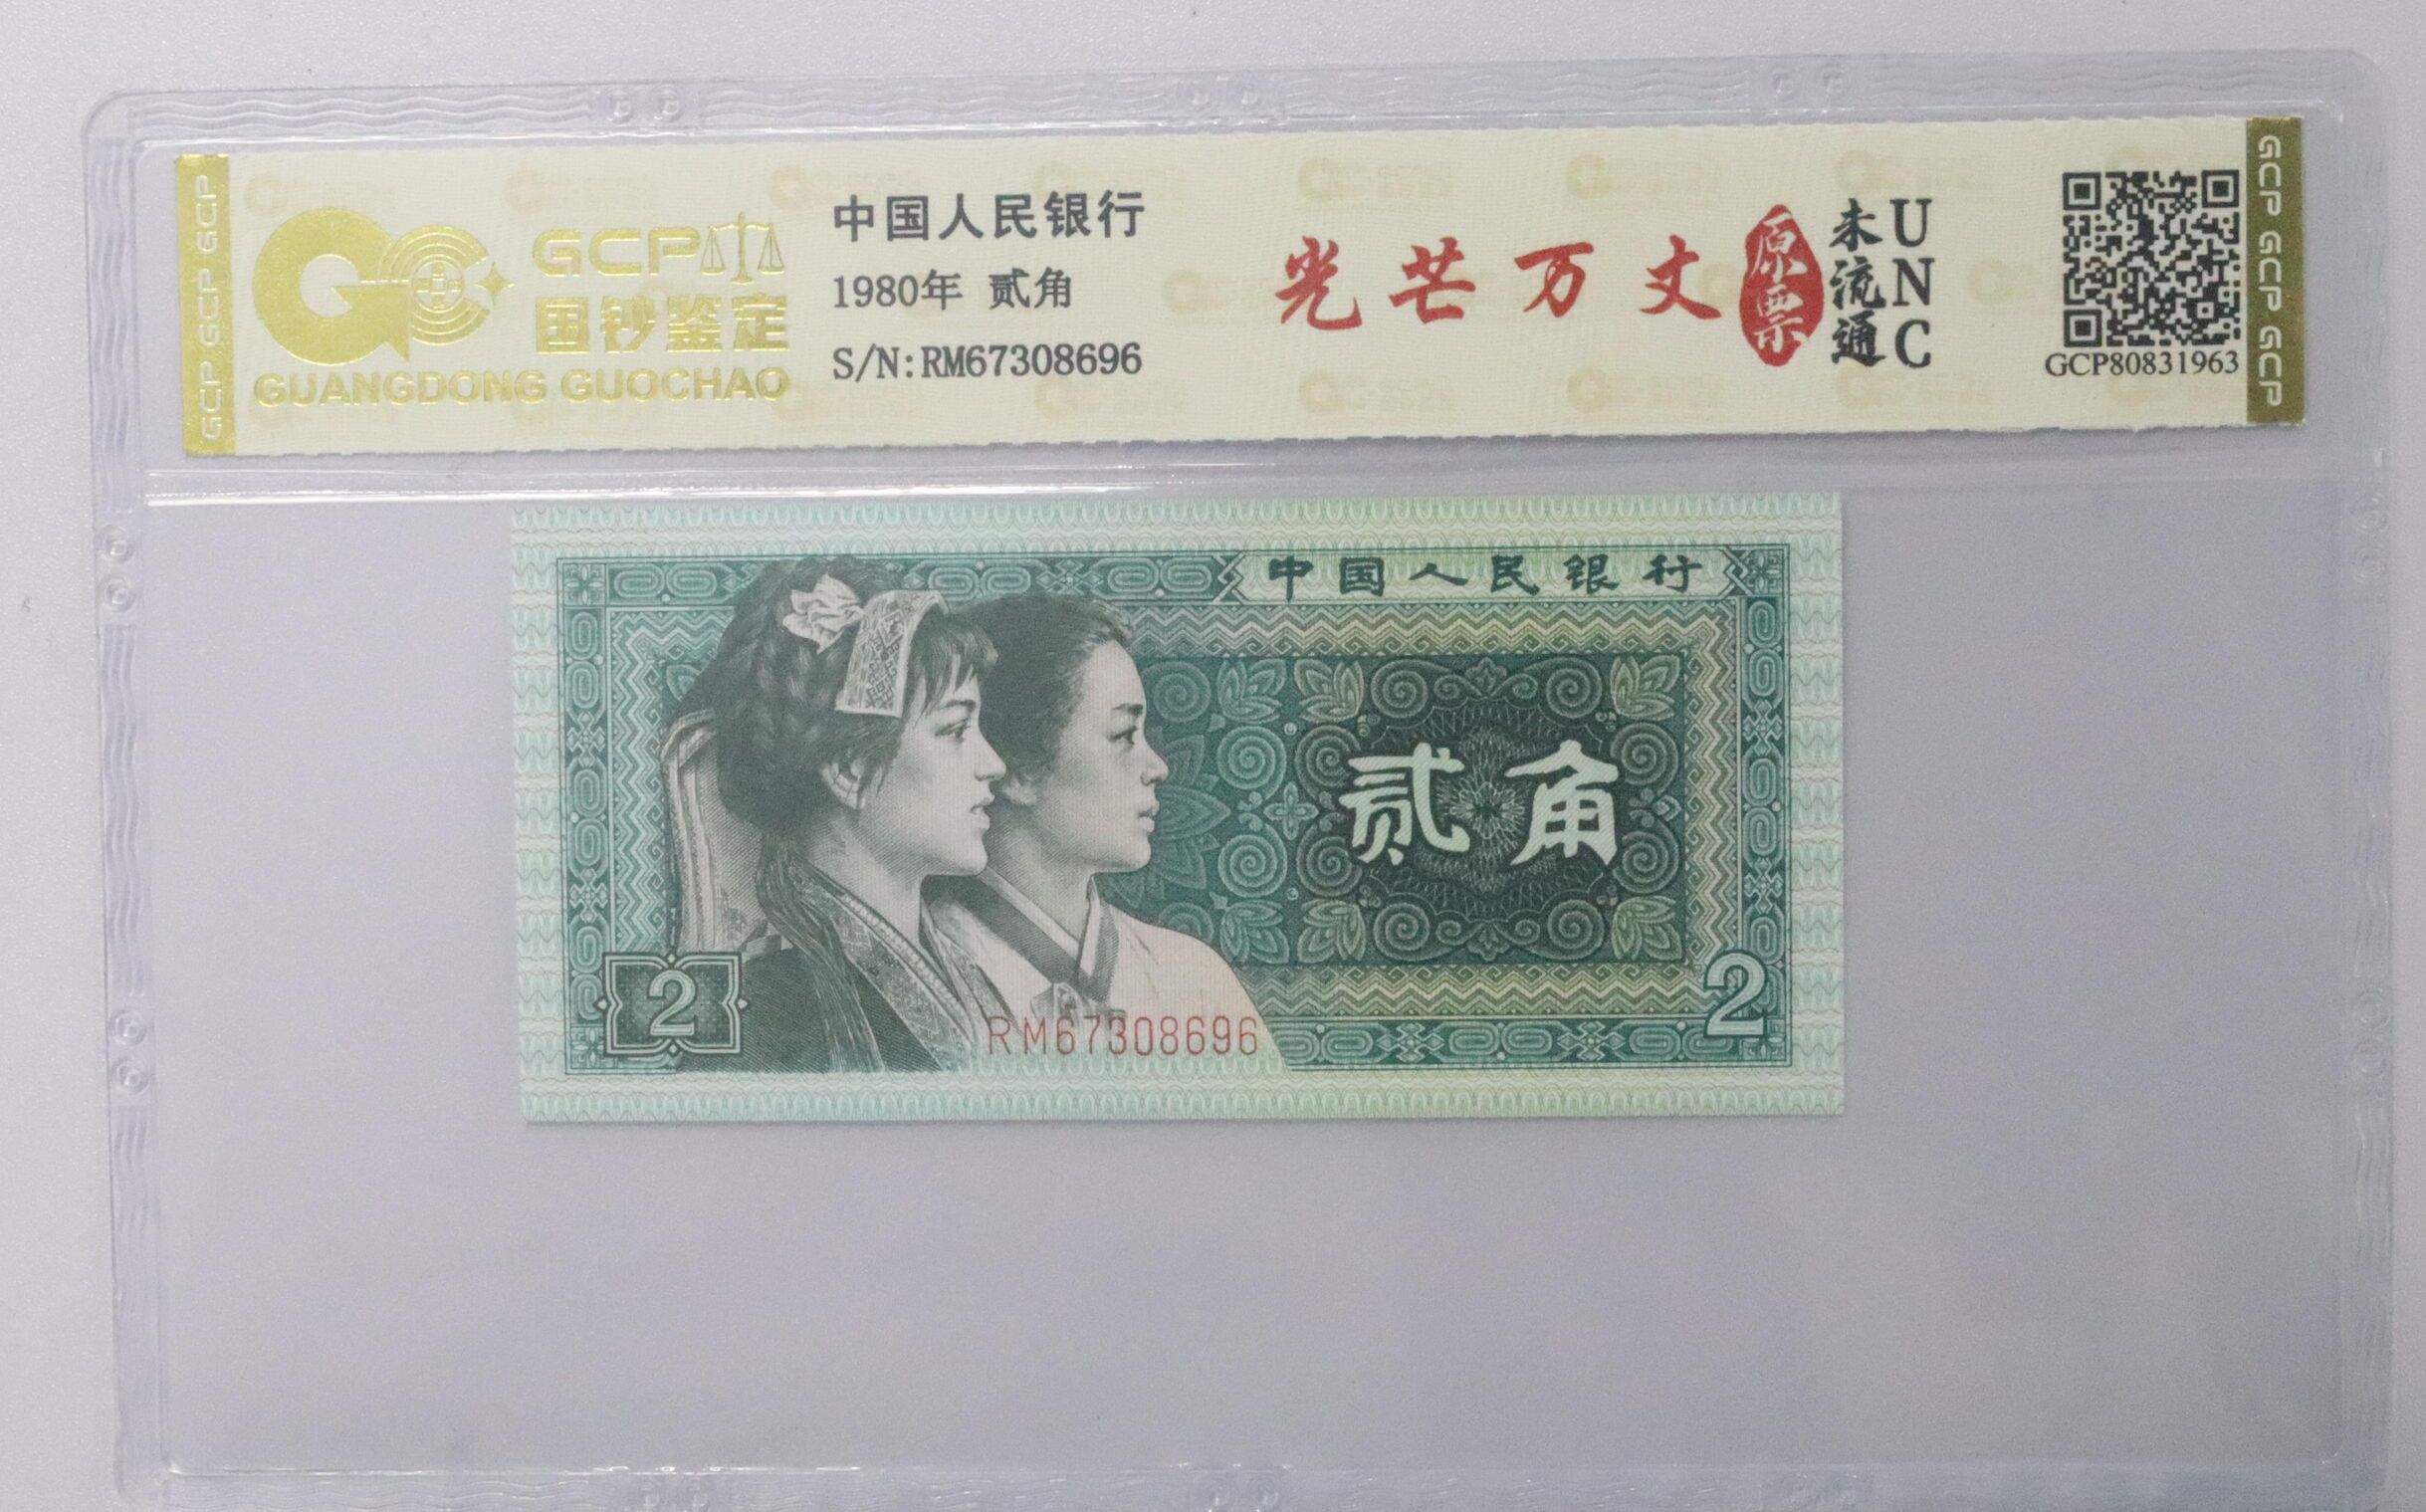 GCP GCP GCP
GCP
国钞鉴定
GUANGDONG GUOCHAO
中国人民银行
1980年 贰角
S/N:RM67308696
光芒万丈
原票
未流通
UNC
GCP80831963
GCP GCP GCP
中国人民银行
贰角
2
2
RM67308696